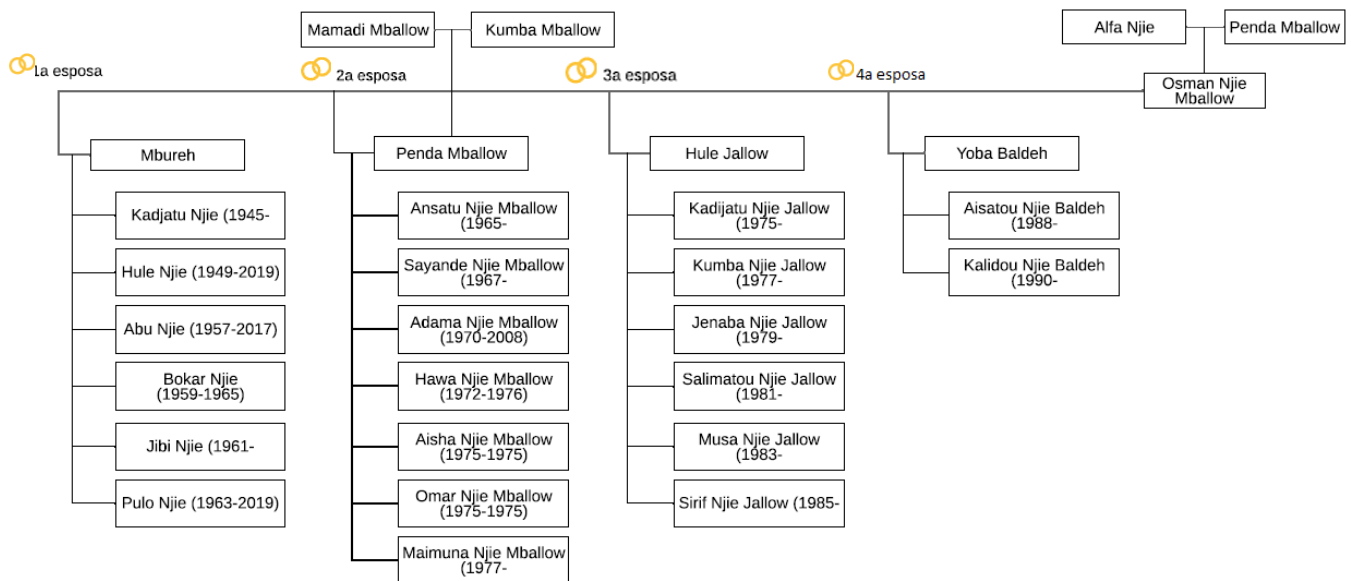 Mamadi Mballow
Kumba Mballow
Alfa Njie
Penda Mballow
1a esposa
2a esposa
3a esposa
4a esposa
Osman Njie
Mballow
Mbureh
Kadjatu Njie (1945-
Hule Njie (1949-2019)
Abu Njie (1957-2017)
Bokar Njie
(1959-1965)
Jibi Njie (1961-
Pulo Njie (1963-2019)
Penda Mballow
Ansatu Njie Mballow
(1965-
Sayande Njie Mballow
(1967-
Adama Njie Mballow
(1970-2008)
Hawa Njie Mballow
(1972-1976)
Aisha Njie Mballow
(1975-1975)
Omar Njie Mballow
(1975-1975)
Maimuna Njie Mballow
(1977-
Hule Jallow
Kadijatu Njie Jallow
(1975-
Kumba Njie Jallow
(1977-
Jenaba Njie Jallow
(1979-
Salimatou Njie Jallow
(1981-
Musa Njie Jallow
(1983-
Sirif Njie Jallow (1985-
Yoba Baldeh
Aisatou Njie Baldeh
(1988-
Kalidou Njie Baldeh
(1990-